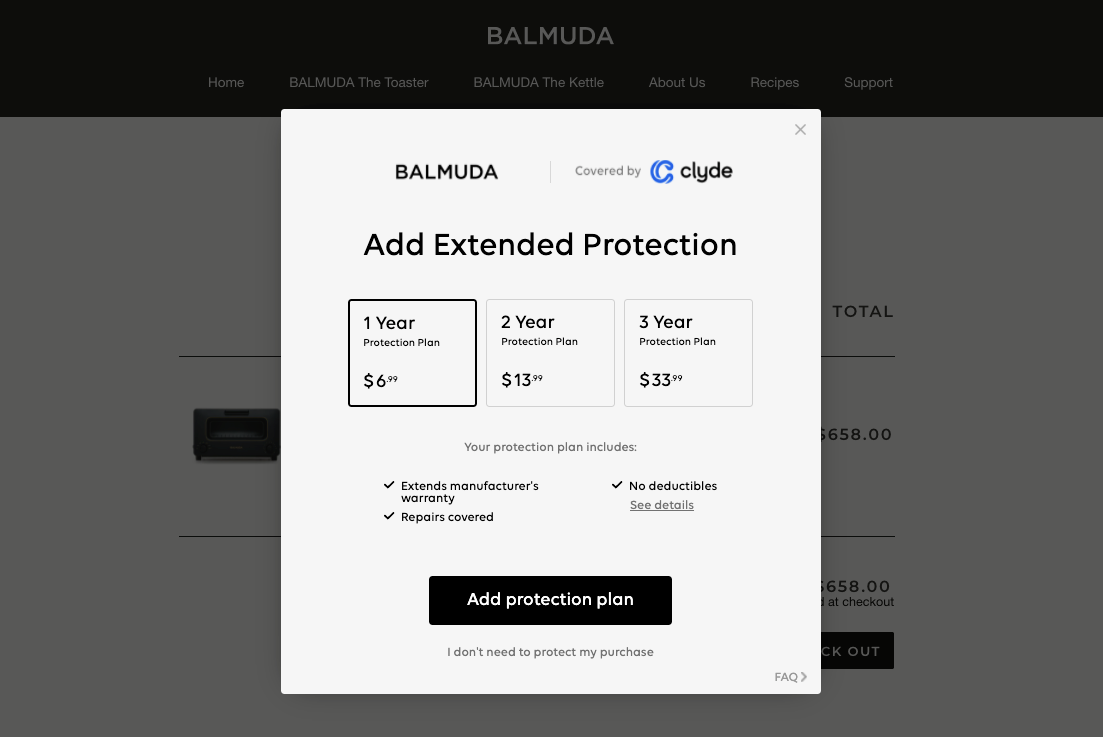 BALMUDA
Home BALMUDA The Toaster BALMUDA The Kettle About Us Recipes Support
BALMUDA Covered by clyde
Add Extended Protection
1 Year
Protection Plan
$6.99
2 Year
Protection Plan
$13.99
3 Year
Protection Plan
$33.99
TOTAL
$658.00
Your protection plan includes:
Extends manufacturer's
warranty
Repairs covered
No deductibles
See details
$658.00
at checkout
Add protection plan
I don't need to protect my purchase
OUT
FAQ